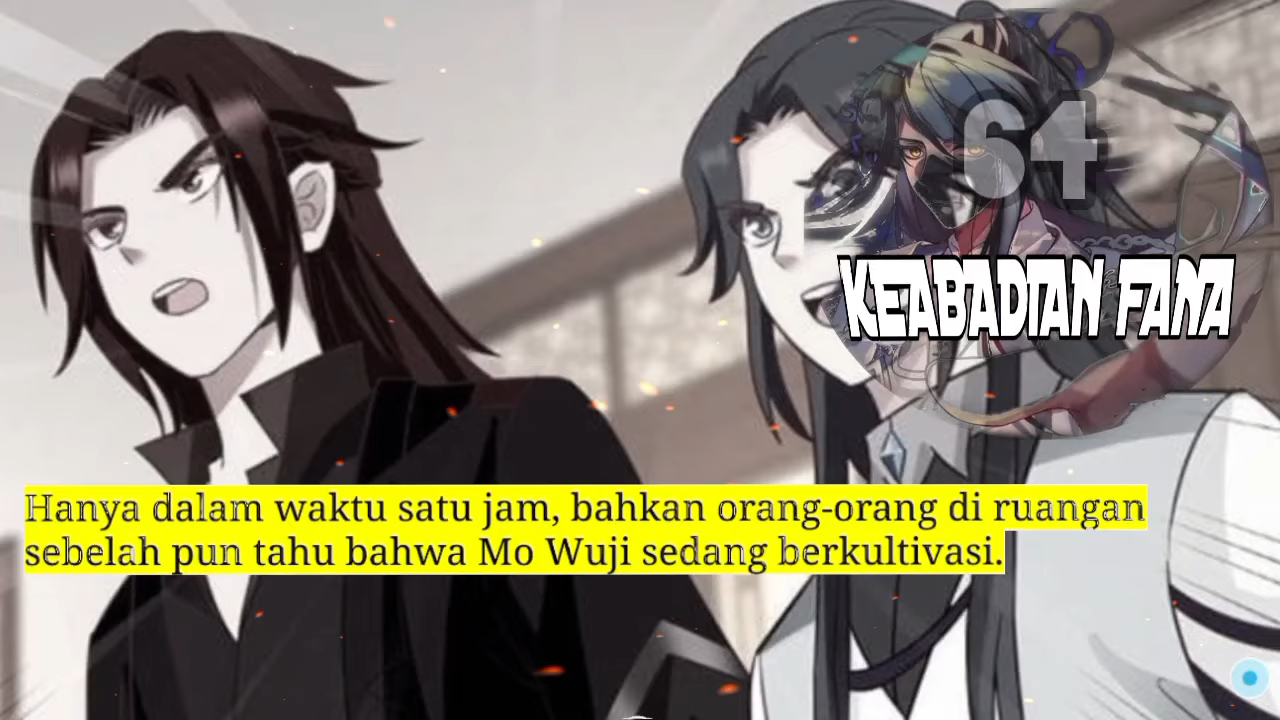 64
KEABADIAN FANA
Hanya dalam waktu satu jam, bahkan orang-orang di ruangan
sebelah pun tahu bahwa Mo Wuji sedang berkultivasi.